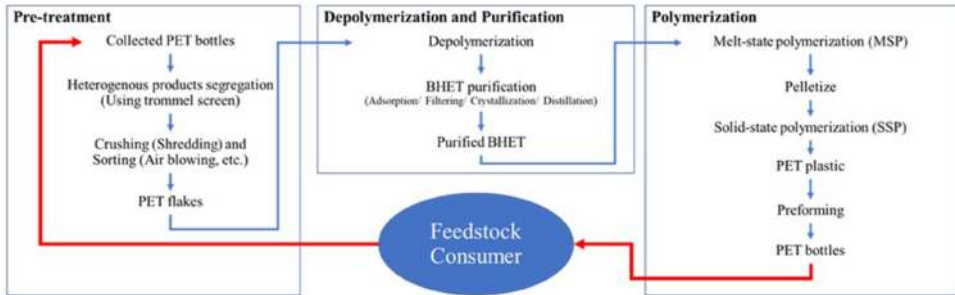 Pre-treatment
Collected PET bottles
Heterogenous products segregation
(Using trommel screen)
Crushing (Shredding) and
Sorting (Air blowing, etc.)
PET flakes
Depolymerization and Purification
Depolymerization
BHET purification
(Adsorption/ Filtering/ Crystallization/ Distillation)
Purified BHET
Polymerization
Melt-state polymerization (MSP)
Pelletize
Solid-state polymerization (SSP)
PET plastic
Preforming
PET bottles
Feedstock
Consumer